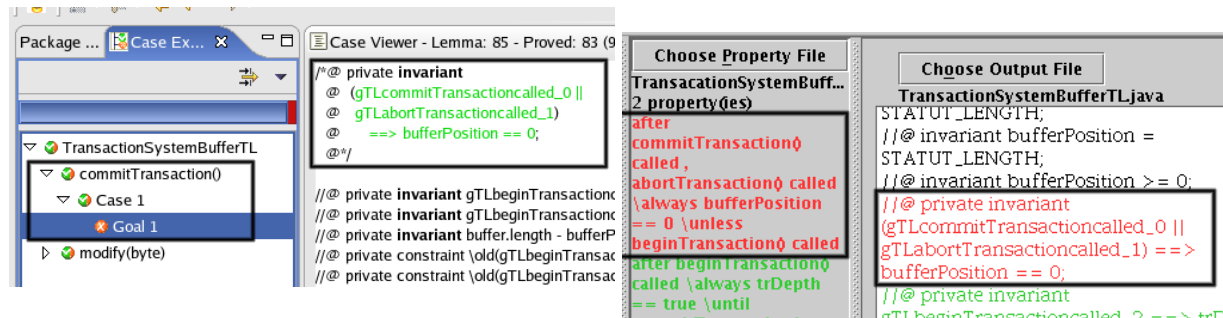 Package ...
Case Ex...
TransactionSystemBufferTL
commitTransaction()
Case 1
Goal 1
modify(byte)
Case Viewer - Lemma: 85 - Proved: 83 (9
/*@ private invariant
@ (gTLcommitTransactioncalled_0 ||
@ gTLabortTransactioncalled_1)
@ ==> bufferPosition == 0;
@*/
//@ private invariant gTLbeginTransactionc
//@ private invariant gTLbeginTransactionc
//@ private invariant buffer.length - bufferP
//@ private constraint \old(gTLbeginTransac
//@ private constraint \old(gTLbeginTransac
Choose Property File
TransacationSystemBuff...
2 property(ies)
after
commitTransaction()
called ,
abortTransaction() called
\always bufferPosition
== 0 \unless
beginTransaction() called
after beginTransaction()
called \always trDepth
== true \until
Choose Output File
TransactionSystemBufferTL.java
STATUT_LENGTH;
//@ invariant bufferPosition =
STATUT_LENGTH;
//@ invariant bufferPosition >= 0;
//@ private invariant
(gTLcommitTransactioncalled_0 ||
gTLabortTransactioncalled_1) ==>
bufferPosition == 0;
//@ private invariant
gTLbeginTransactioncalled_2 ==> trD